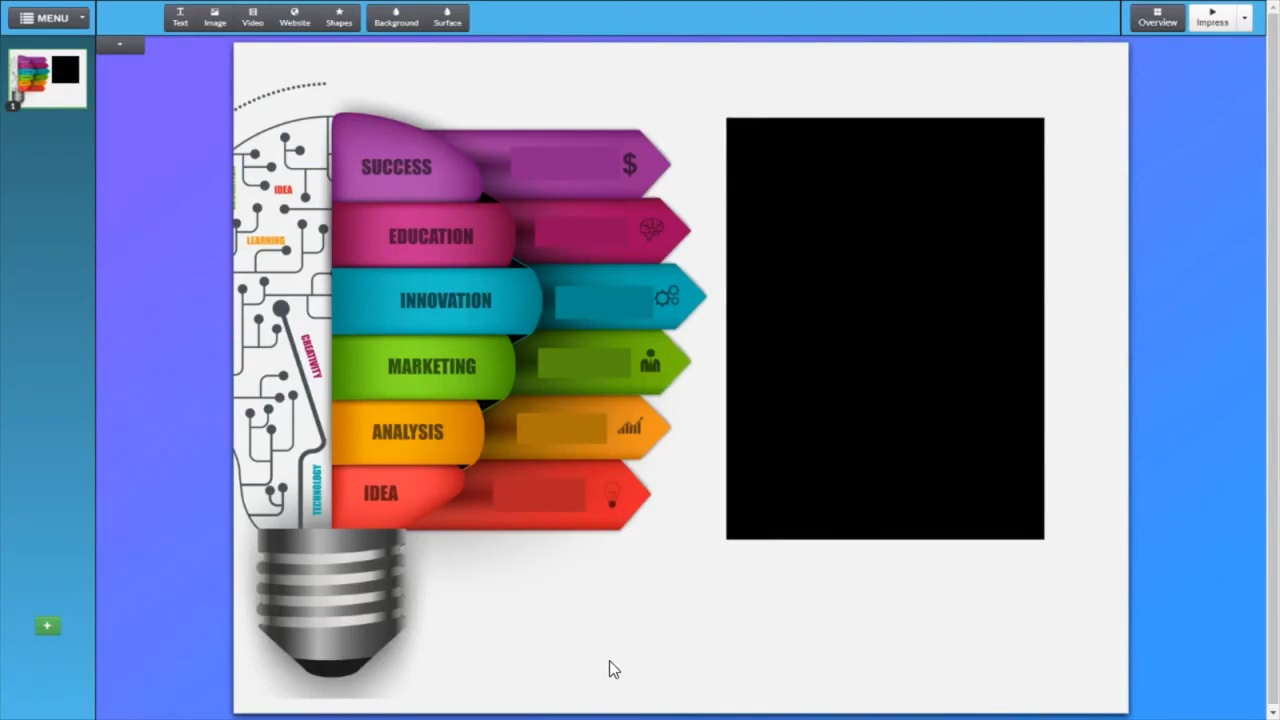 MENU
Text Image Video Website Shapes Background Surface
Overview Impress
1
SUCCESS $
IDEA
EDUCATION
LEARNING
INNOVATION
CREATIVITY
MARKETING
ANALYSIS
TECHNOLOGY
IDEA